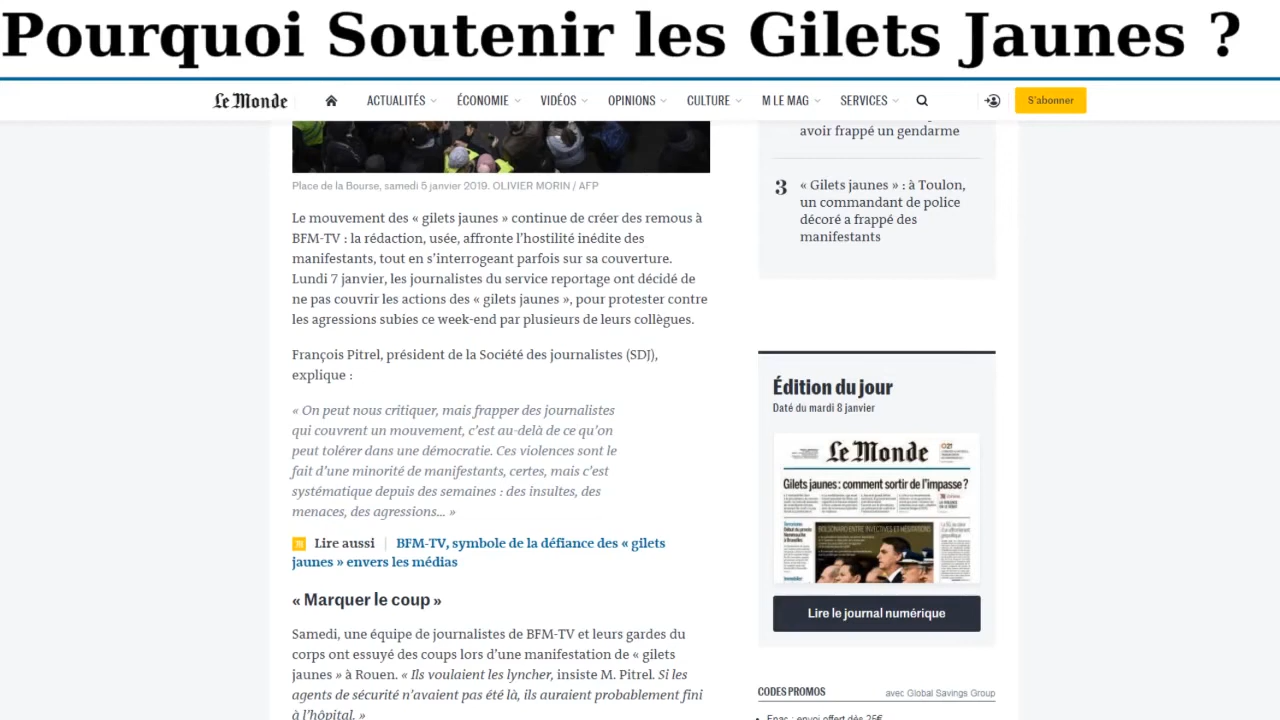 Pourquoi Soutenir les Gilets Jaunes ?
Le Monde
ACTUALITÉS
ÉCONOMIE
VIDÉOS
OPINIONS
CULTURE
M LE MAG
SERVICES
S'abonner
Place de la Bourse, samedi 5 janvier 2019. OLIVIER MORIN / AFP
Le mouvement des « gilets jaunes » continue de créer des remous à
BFM-TV : la rédaction, usée, affronte l'hostilité inédite des
manifestants, tout en s'interrogeant parfois sur sa couverture.
Lundi 7 janvier, les journalistes du service reportage ont décidé de
ne pas couvrir les actions des « gilets jaunes », pour protester contre
les agressions subies ce week-end par plusieurs de leurs collègues.
François Pitrel, président de la Société des journalistes (SDJ),
explique :
« On peut nous critiquer, mais frapper des journalistes
qui couvrent un mouvement, c'est au-delà de ce qu'on
peut tolérer dans une démocratie. Ces violences sont le
fait d'une minorité de manifestants, certes, mais c'est
systématique depuis des semaines : des insultes, des
menaces, des agressions… »
Lire aussi | BFM-TV, symbole de la défiance des « gilets
jaunes » envers les médias
« Marquer le coup »
Samedi, une équipe de journalistes de BFM-TV et leurs gardes du
corps ont essuyé des coups lors d'une manifestation de « gilets
jaunes » à Rouen. « Ils voulaient les lyncher, insiste M. Pitrel. Si les
agents de sécurité n'avaient pas été là, ils auraient probablement fini
à l'hôpital. »
avoir frappé un gendarme
3
« Gilets jaunes » : à Toulon,
un commandant de police
décoré a frappé des
manifestants
Édition du jour
Daté du mardi 8 janvier
Le Monde
Gilets jaunes : comment sortir de l'impasse ?
BOLSONARO ENTRE INVECTIVES ET HÉSITATIONS
Lire le journal numérique
CODES PROMOS
avec Global Savings Group
Fnac : envoi offert dès 25€